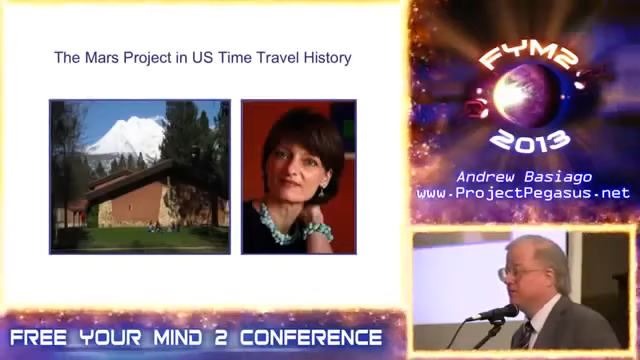 The Mars Project in US Time Travel History
FYM2
2013
Andrew Basiago
www.ProjectPegasus.net
FREE YOUR MIND 2 CONFERENCE